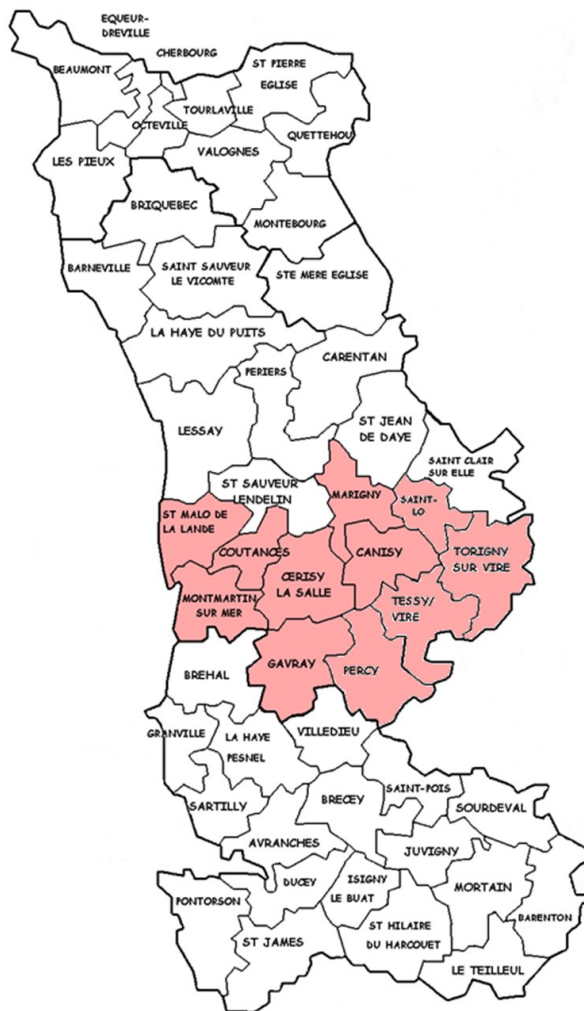 EQUEUR-
DREVILLE
CHERBOURG
BEAUMONT
ST PIERRE
EGLISE
OCTEVILLE
TOURLAVILLE
QUETTEHOU
LES PIEUX
VALOGNES
BRIQUEBEC
MONTEBOURG
BARNEVILLE
SAINT SAUVEUR
LE VICOMTE
STE MERE EGLISE
LA HAYE DU PUITS
CARENTAN
PERIERS
LESSAY
ST JEAN
DE DAYE
SAINT CLAIR
SUR ELLE
ST SAUVEUR
LENDELIN
MARIGNY
SAINT-
LO
ST MALO DE
LA LANDE
COUTANCES
CANISY
TORIGNY
SUR VIRE
ŒRISY
LA SALLE
MONTMARTIN
SUR MER
TESSY/
VIRE
GAVRAY
PERCY
BREHAL
GRANVILLE
LA HAYE
PESNEL
VILLEDIEU
SAINT-POIS
SARTILLY
BRECEY
SOURDEVAL
AVRANCHES
JUVIGNY
DUCEY
ISIGNY
LE BUAT
MORTAIN
PONTORSON
BARENTON
ST JAMES
ST HILAIRE
DU HARCOUET
LE TEILLEUL